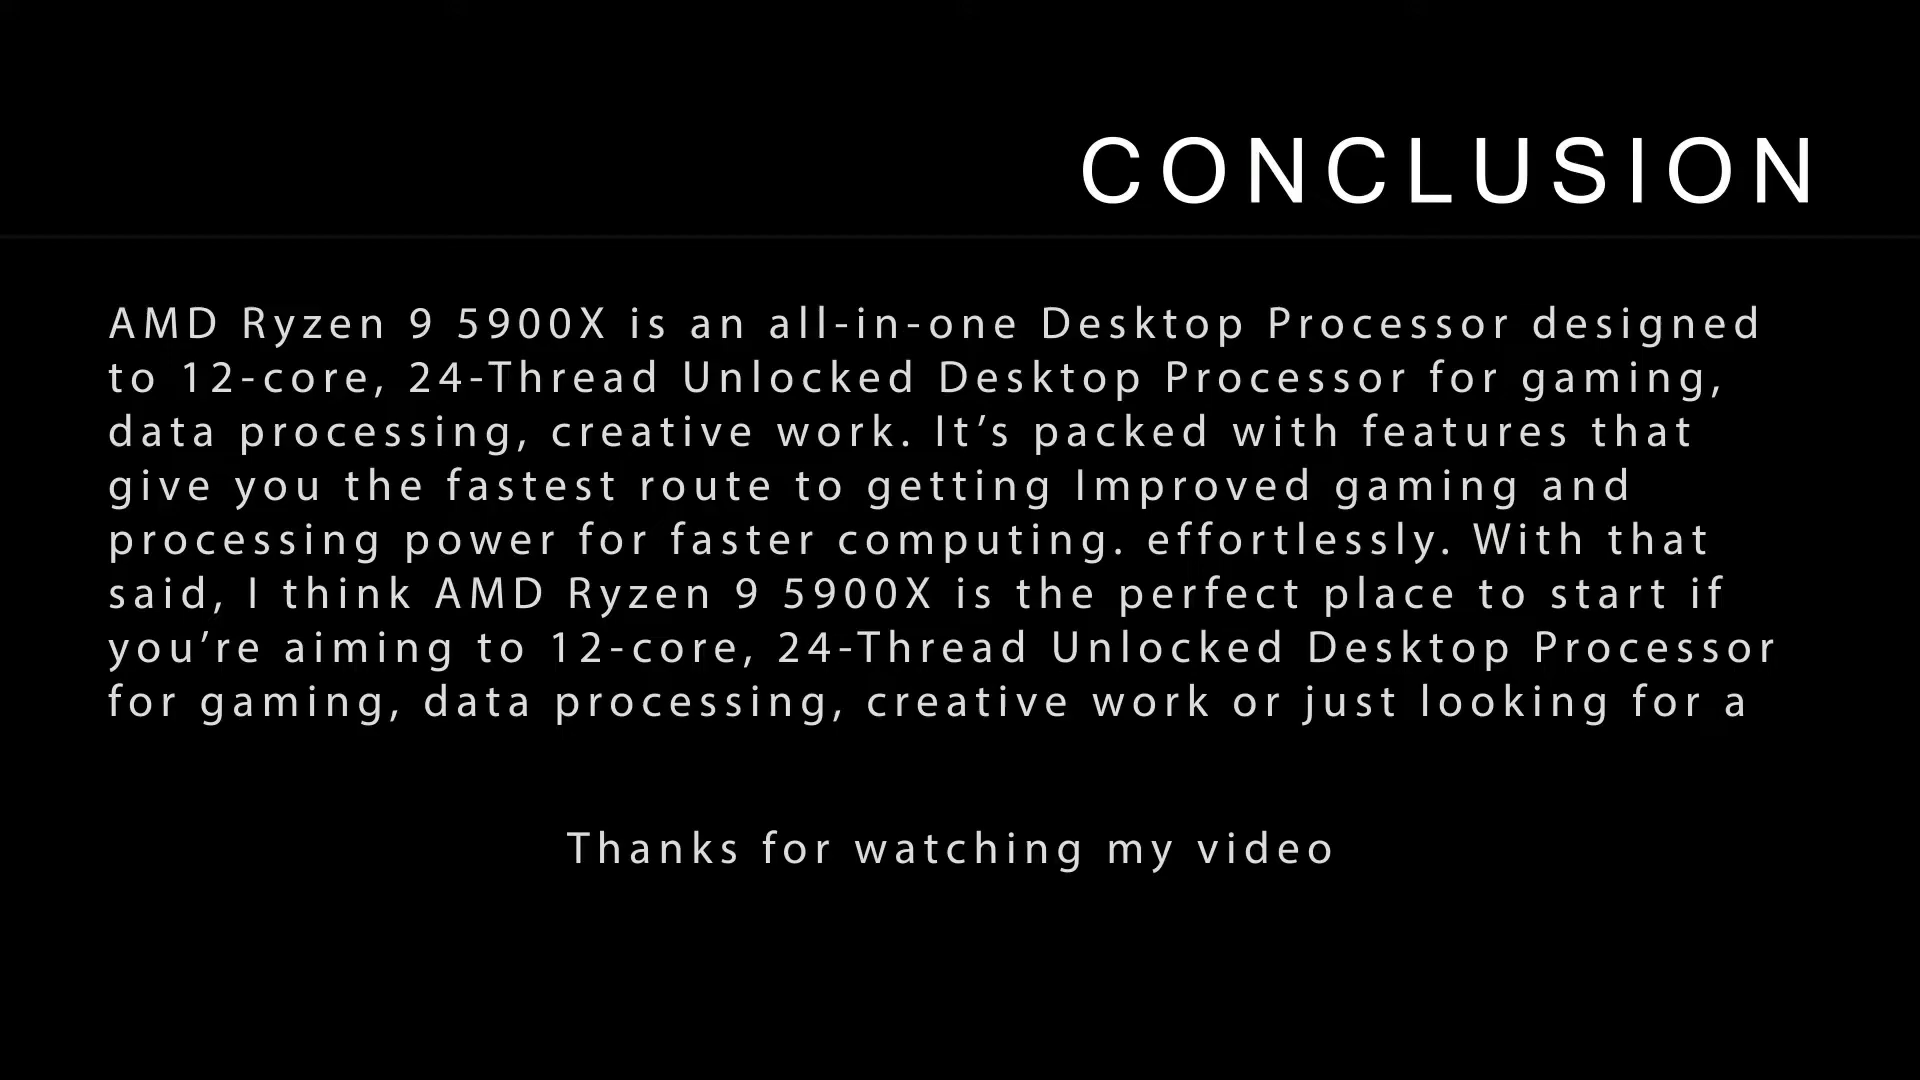 CONCLUSION
AMD Ryzen 9 5900X is an all-in-one Desktop Processor designed
to 12-core, 24-Thread Unlocked Desktop Processor for gaming,
data processing, creative work. It’s packed with features that
give you the fastest route to getting Improved gaming and
processing power for faster computing. effortlessly. With that
said, I think AMD Ryzen 9 5900X is the perfect place to start if
you’re aiming to 12-core, 24-Thread Unlocked Desktop Processor
for gaming, data processing, creative work or just looking for a
Thanks for watching my video